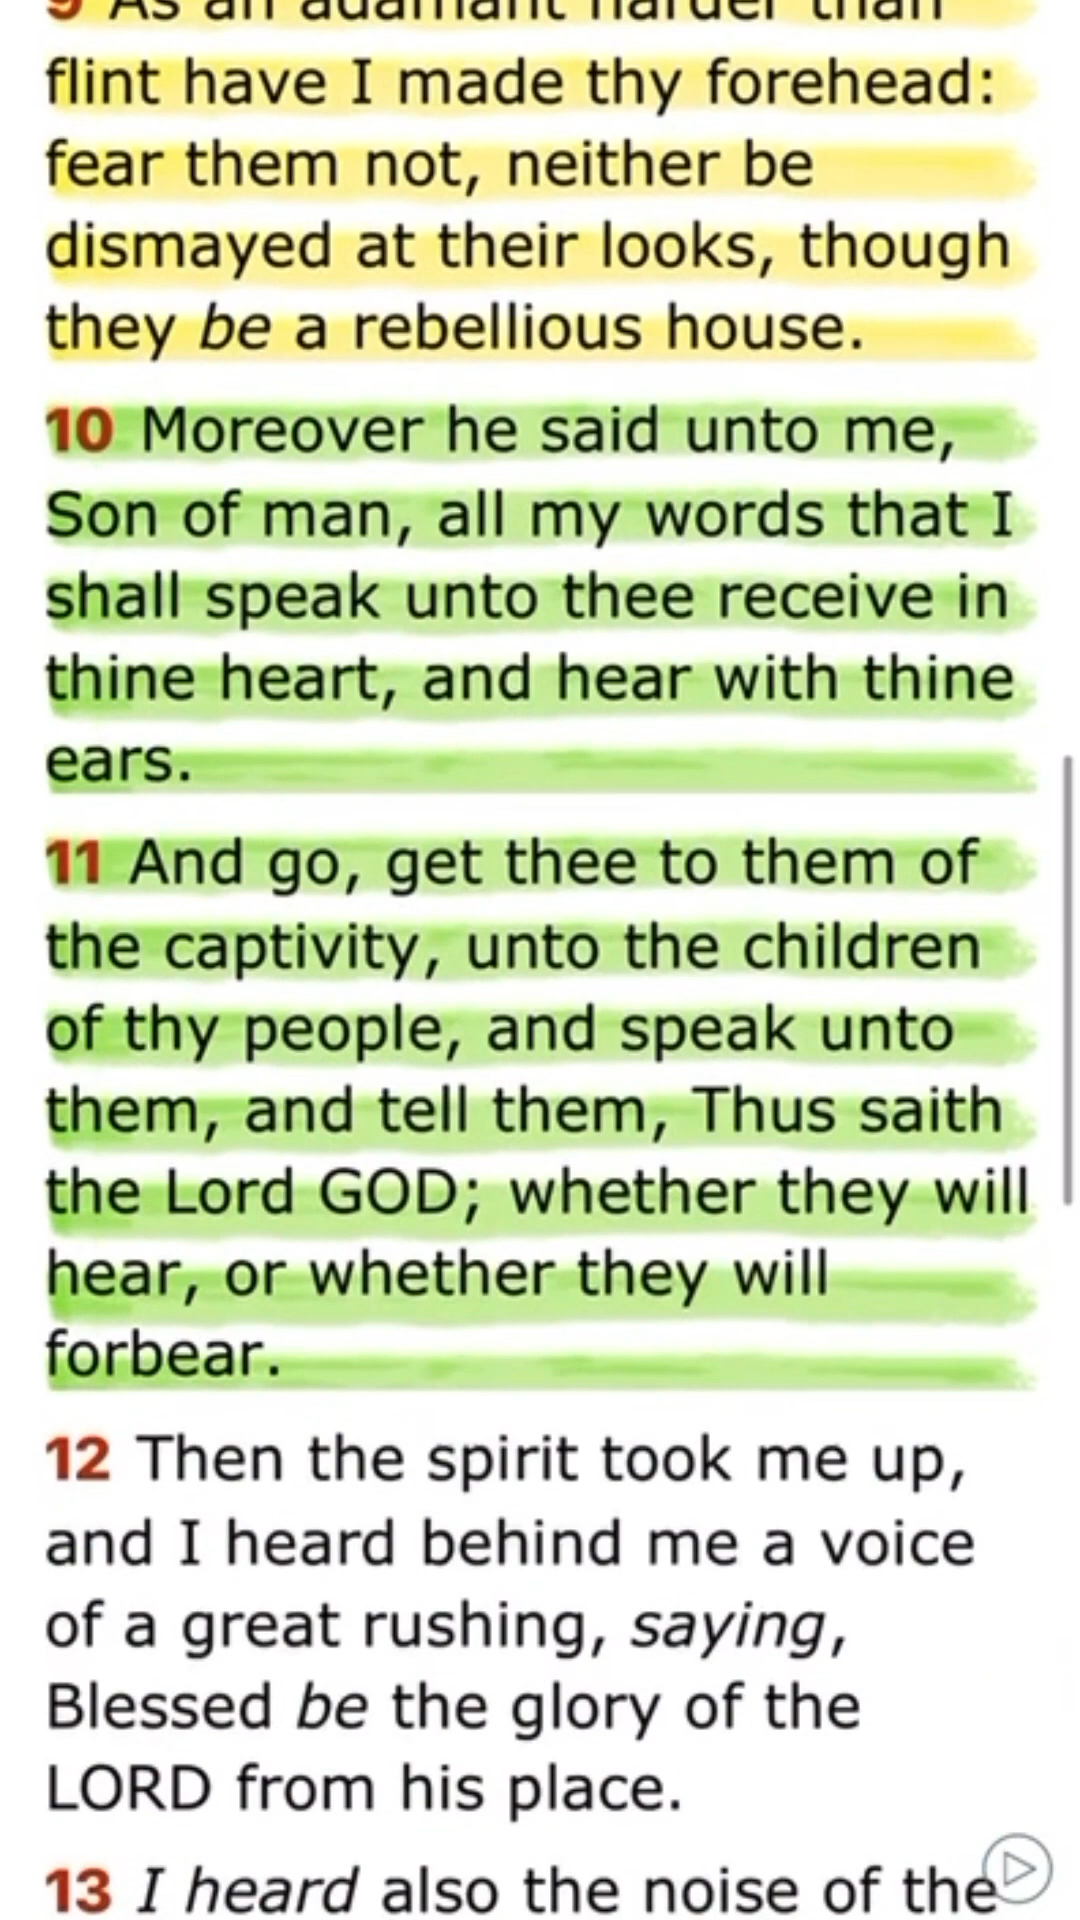 9 As an adamant harder than
flint have I made thy forehead:
fear them not, neither be
dismayed at their looks, though
they be a rebellious house.
10 Moreover he said unto me,
Son of man, all my words that I
shall speak unto thee receive in
thine heart, and hear with thine
ears.
11 And go, get thee to them of
the captivity, unto the children
of thy people, and speak unto
them, and tell them, Thus saith
the Lord GOD; whether they will
hear, or whether they will
forbear.
12 Then the spirit took me up,
and I heard behind me a voice
of a great rushing, saying,
Blessed be the glory of the
LORD from his place.
13 I heard also the noise of the